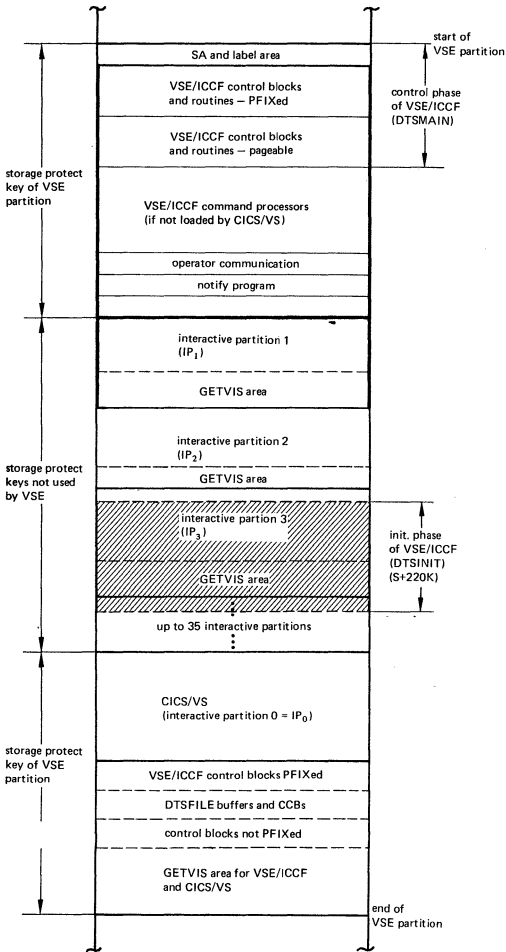 start of
VSE partition
SA and label area
VSE/ICCF control blocks
and routines – PFIXed
control phase
of VSE/ICCF
(DTSMAIN)
VSE/ICCF control blocks
and routines – pageable
storage protect
key of VSE
partition
VSE/ICCF command processors
(if not loaded by CICS/VS)
operator communication
notify program
interactive partition 1
(IP1)
GETVIS area
interactive partition 2
(IP2)
storage protect
keys not used
by VSE
GETVIS area
interactive partion 3
(IP3)
init. phase
of VSE/ICCF
(DTSINIT)
(S+220K)
GETVIS area
up to 35 interactive partitions
CICS/VS
(interactive partition 0 = IP0)
storage protect
key of VSE
partition
VSE/ICCF control blocks PFIXed
DTSFILE buffers and CCBs
control blocks not PFIXed
GETVIS area for VSE/ICCF
and CICS/VS
end of
VSE partition